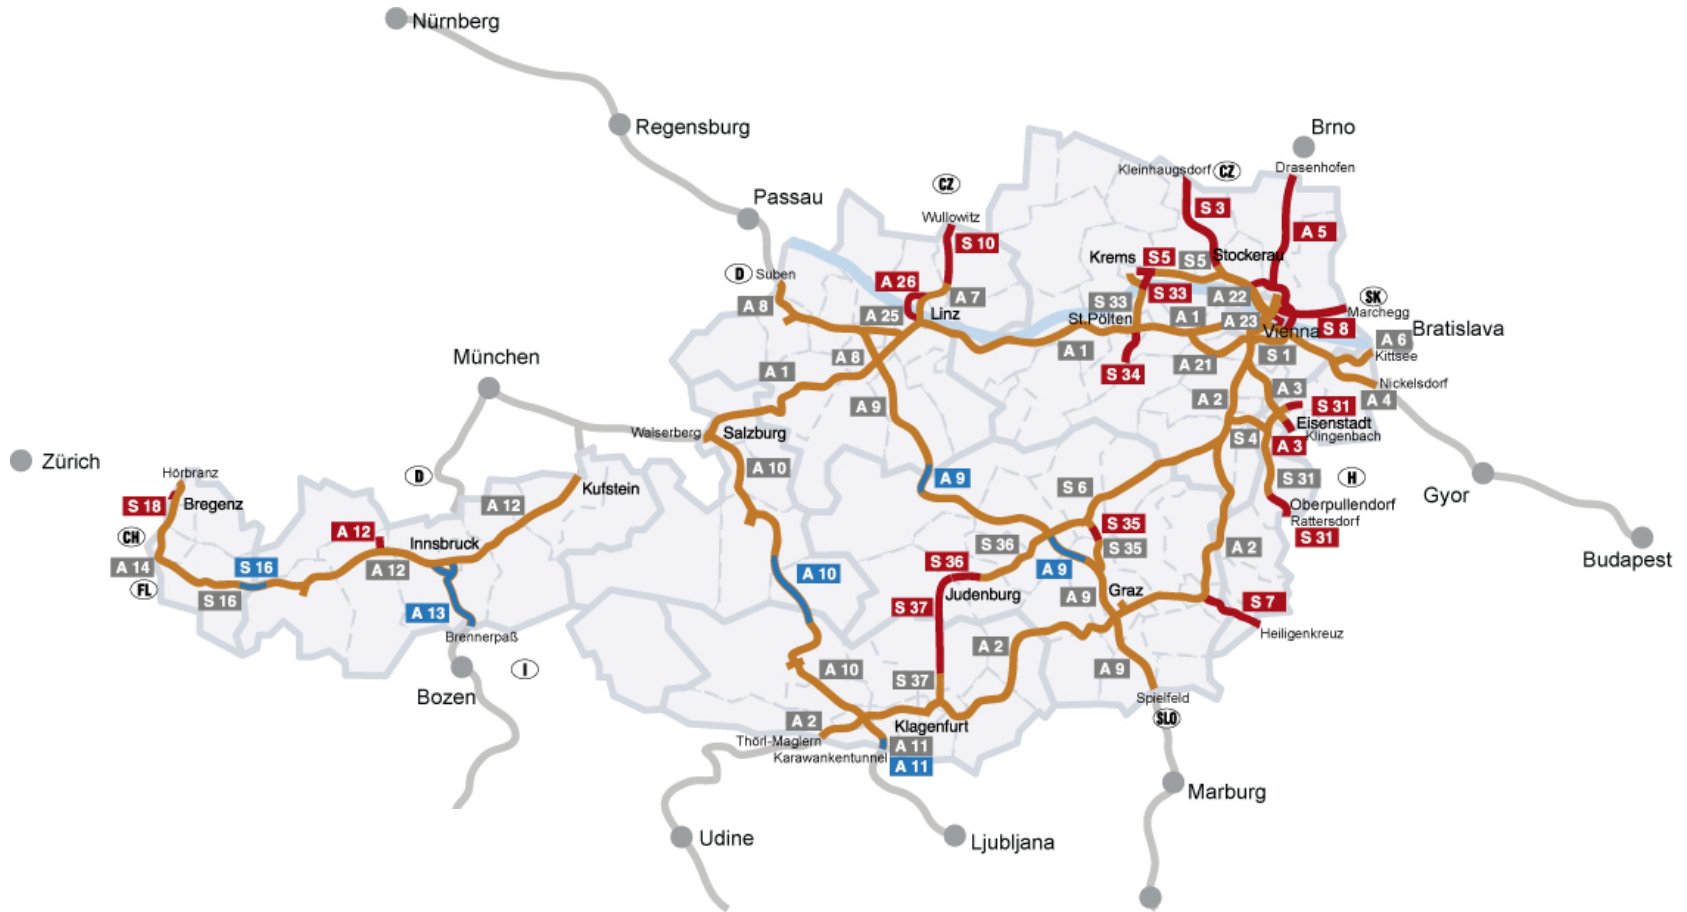 Nürnberg
Regensburg
Brno
Kleinhaugsdorf
CZ
Drasenhofen
CZ
Passau
Wullowitz
S 3
A 5
S 10
Krems
S5
S5
Stockerau
D
Suben
A 26
A 7
S 33
S 33
A 22
SK
A 8
A 25
Linz
St.Pölten
A 1
A 23
Vienna
Marchegg
S 8
Bratislava
A 6
Kittsee
München
A 8
A 1
A 1
A 21
S 1
S 34
A 3
Nickelsdorf
A 4
A 9
A 2
S 31
Eisenstadt
Klingenbach
Walserberg
Salzburg
S 4
A 3
Zürich
Hörbranz
D
A 10
A 9
S 6
S 31
H
Gyor
Kufstein
S 18
Bregenz
A 12
Oberpullendorf
Rattersdorf
S 31
CH
A 12
Innsbruck
S 35
S 36
S 35
A 2
Budapest
A 14
S 16
A 12
A 10
S 36
A 9
FL
S 16
A 13
Judenburg
S 37
A 9
Graz
S 7
Brennerpaß
Heiligenkreuz
I
A 10
A 2
A 9
S 37
Bozen
Spielfeld
SLO
A 2
Klagenfurt
Thörl-Maglern
A 11
Karawankentunnel
A 11
Marburg
Udine
Ljubljana